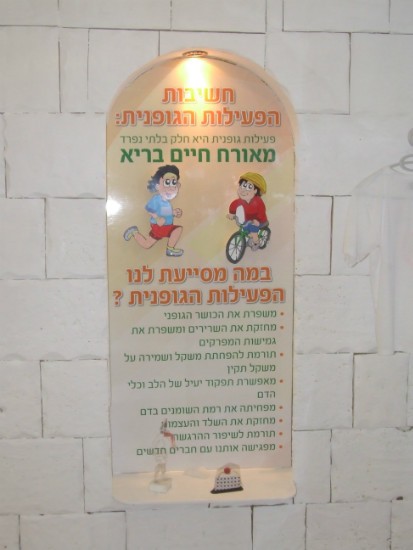 חשיבות
הפעילות הגופנית:
פעילות גופנית היא חלק בלתי נפרד
מאורח חיים בריא
במה מסייעת לנו
הפעילות הגופנית ?
• משפרת את הכושר הגופני
• מחזקת את השרירים ומשפרת את
גמישות המפרקים
• תורמת להפחתת משקל ושמירה על
משקל תקין
• מאפשרת תפקוד יעיל של הלב וכלי
הדם
• מפחיתה את רמת השומנים בדם
• מחזקת את השלד והעצמות
• תורמת לשיפור ההרגשה
• מפגישה אותנו עם חברים חדשים